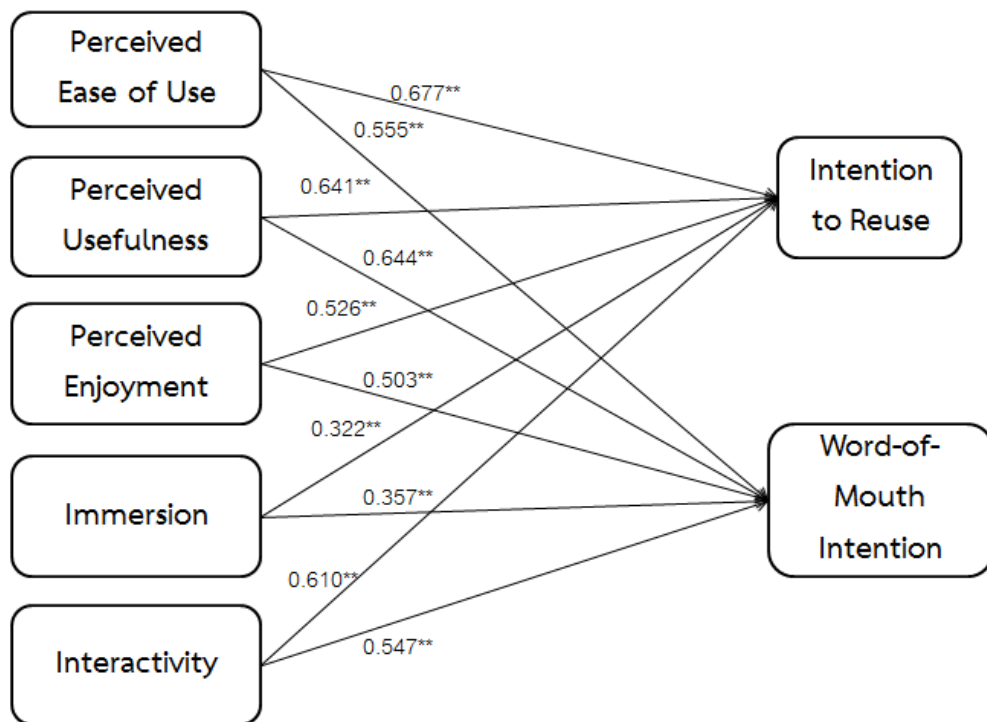 Perceived
Ease of Use
0.677**
0.555**
Intention
to Reuse
Perceived
Usefulness
0.641**
0.644**
Perceived
Enjoyment
0.526**
0.503**
0.322**
Word-of-
Mouth
Intention
Immersion
0.357**
0.610**
Interactivity
0.547**